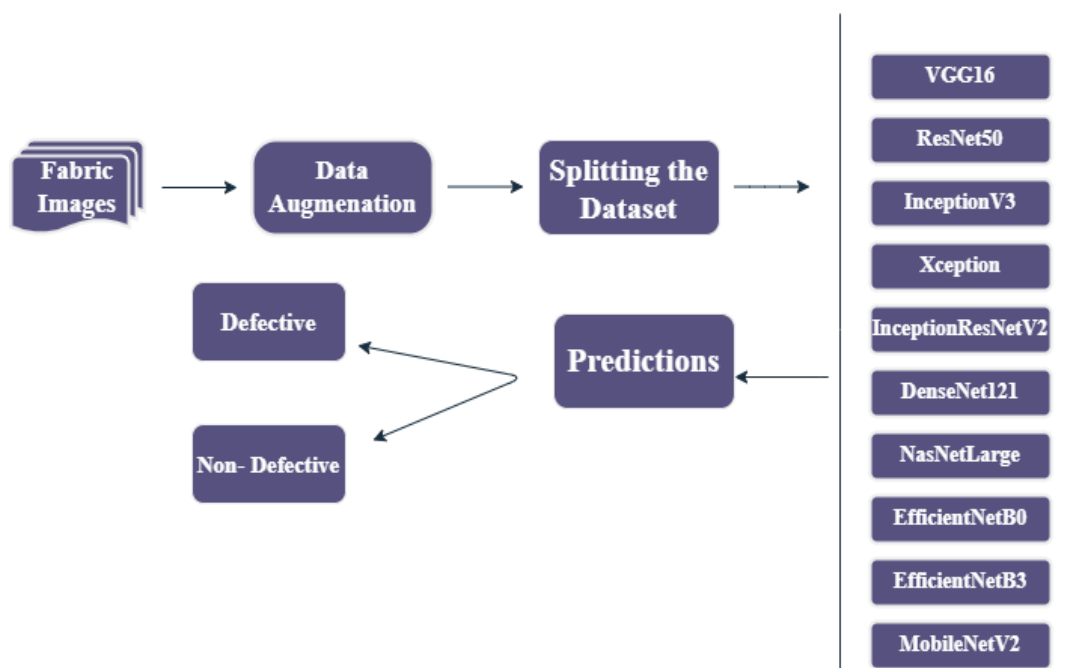 Fabric
Images
Data
Augmenation
Splitting the
Dataset
VGG16
ResNet50
InceptionV3
Xception
InceptionResNetV2
DenseNet121
NasNetLarge
EfficientNetB0
EfficientNetB3
MobileNetV2
Predictions
Defective
Non- Defective